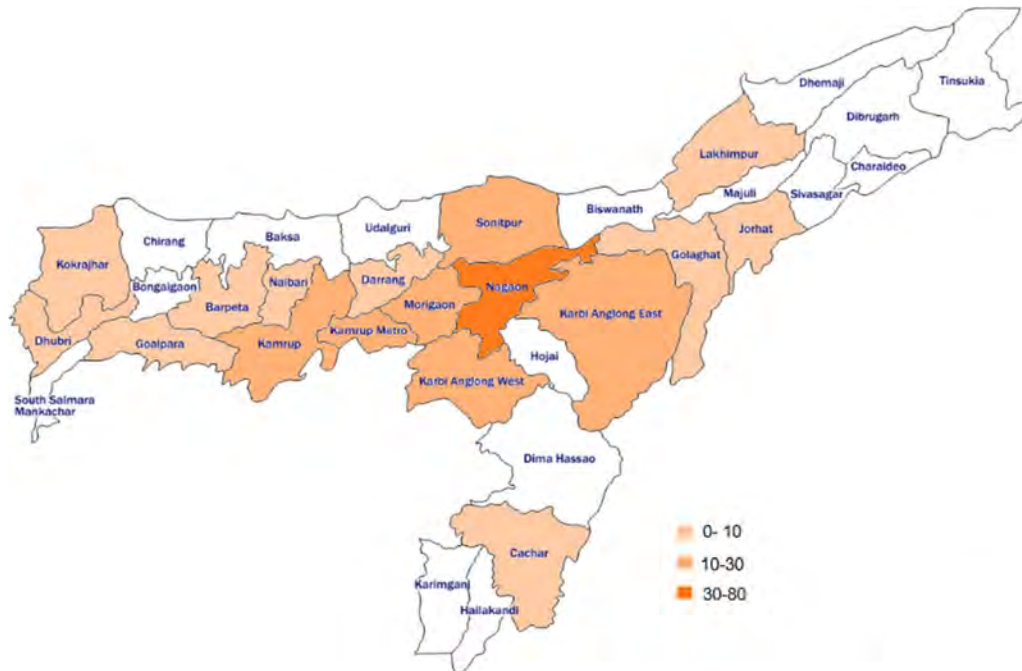 Dhemaji
Tinsukia
Dibrugarh
Lakhimpur
Charaideo
Majuli
Sivasagar
Biswanath
Sonitpur
Jorhat
Udalguri
Baksa
Chirang
Golaghat
Kokrajhar
Darrang
Naibari
Bongaigaon
Nagaon
Barpeta
Morigaon
Karbi Anglong East
Kamrup Metro
Dhubri
Goalpara
Kamrup
Hojai
Karbi Anglong West
South Salmara
Mankachar
Dima Hassao
0- 10
Cachar
10-30
Karimganj
30-80
Hailakandi